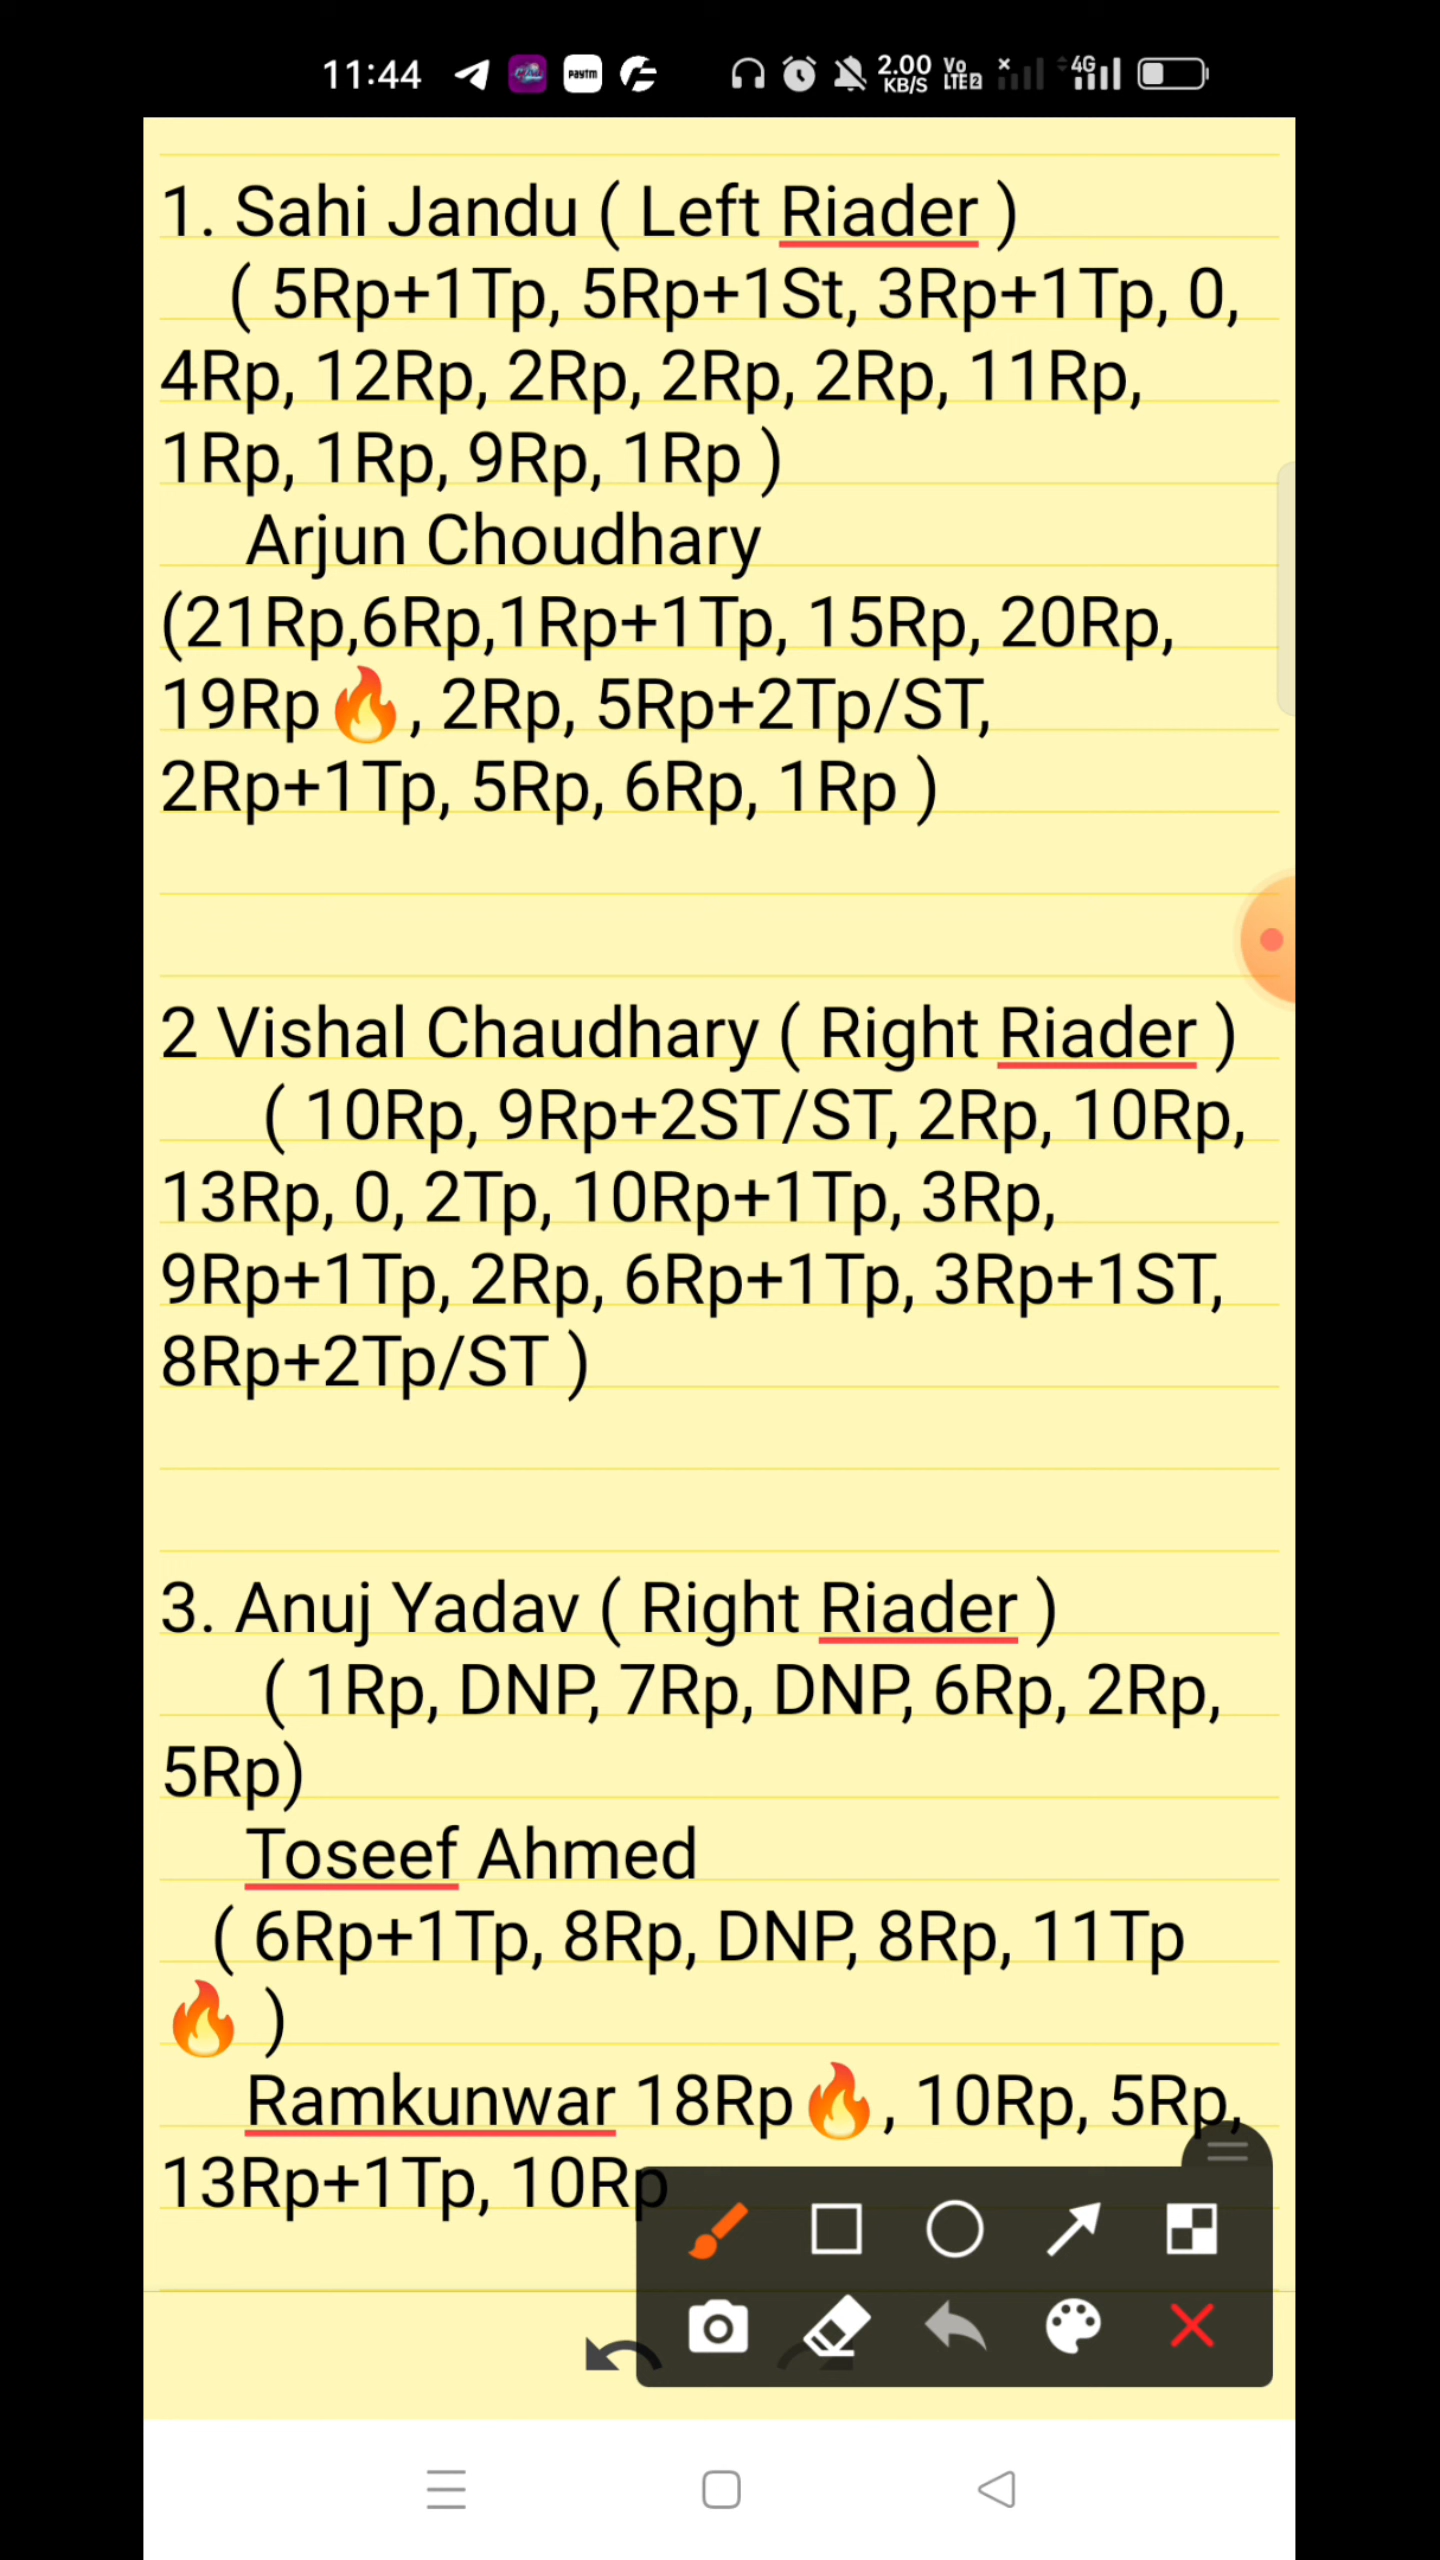 11:44 paytm 2.00 KB/S Vo LTE 2 4G
1. Sahi Jandu ( Left Riader )
( 5Rp+1Tp, 5Rp+1St, 3Rp+1Tp, 0,
4Rp, 12Rp, 2Rp, 2Rp, 2Rp, 11Rp,
1Rp, 1Rp, 9Rp, 1Rp )
Arjun Choudhary
(21Rp,6Rp,1Rp+1Tp, 15Rp, 20Rp,
19Rp🔥, 2Rp, 5Rp+2Tp/ST,
2Rp+1Tp, 5Rp, 6Rp, 1Rp )
2 Vishal Chaudhary ( Right Riader )
( 10Rp, 9Rp+2ST/ST, 2Rp, 10Rp,
13Rp, 0, 2Tp, 10Rp+1Tp, 3Rp,
9Rp+1Tp, 2Rp, 6Rp+1Tp, 3Rp+1ST,
8Rp+2Tp/ST )
3. Anuj Yadav ( Right Riader )
( 1Rp, DNP, 7Rp, DNP, 6Rp, 2Rp,
5Rp)
Toseef Ahmed
( 6Rp+1Tp, 8Rp, DNP, 8Rp, 11Tp
🔥 )
Ramkunwar 18Rp🔥, 10Rp, 5Rp,
13Rp+1Tp, 10Rp